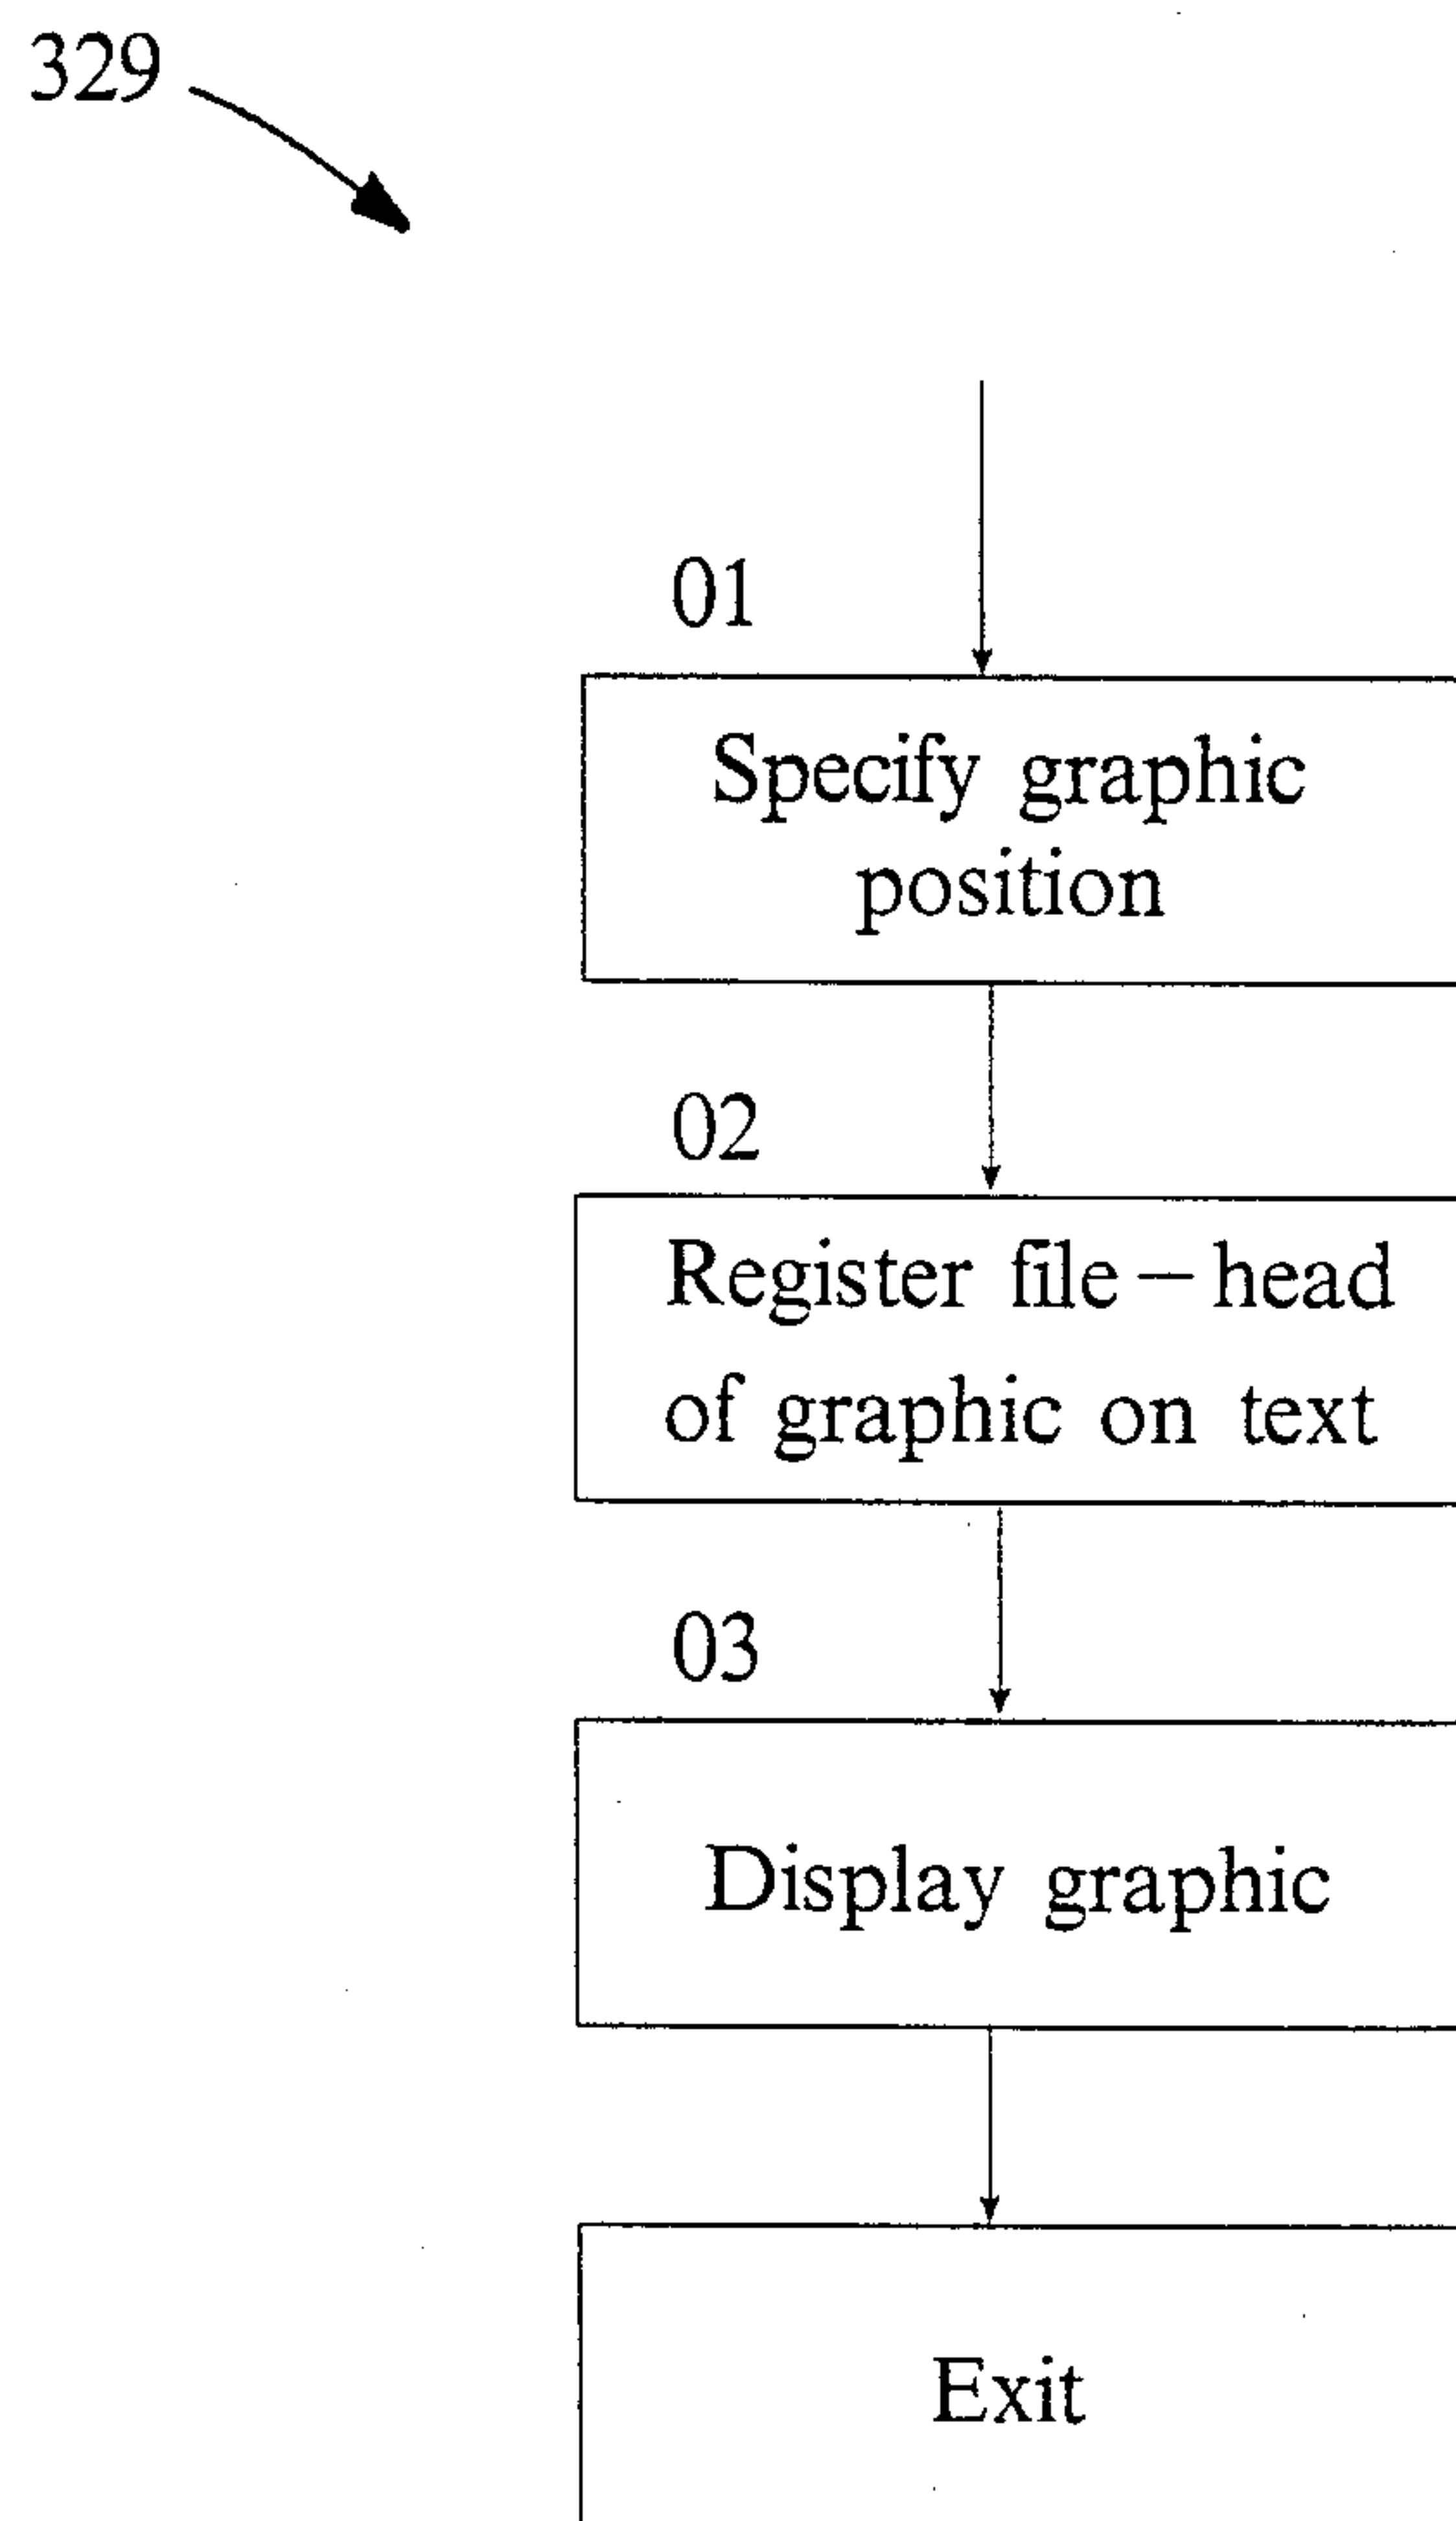 329
01
Specify graphic
position
02
Register file – head
of graphic on text
03
Display graphic
Exit